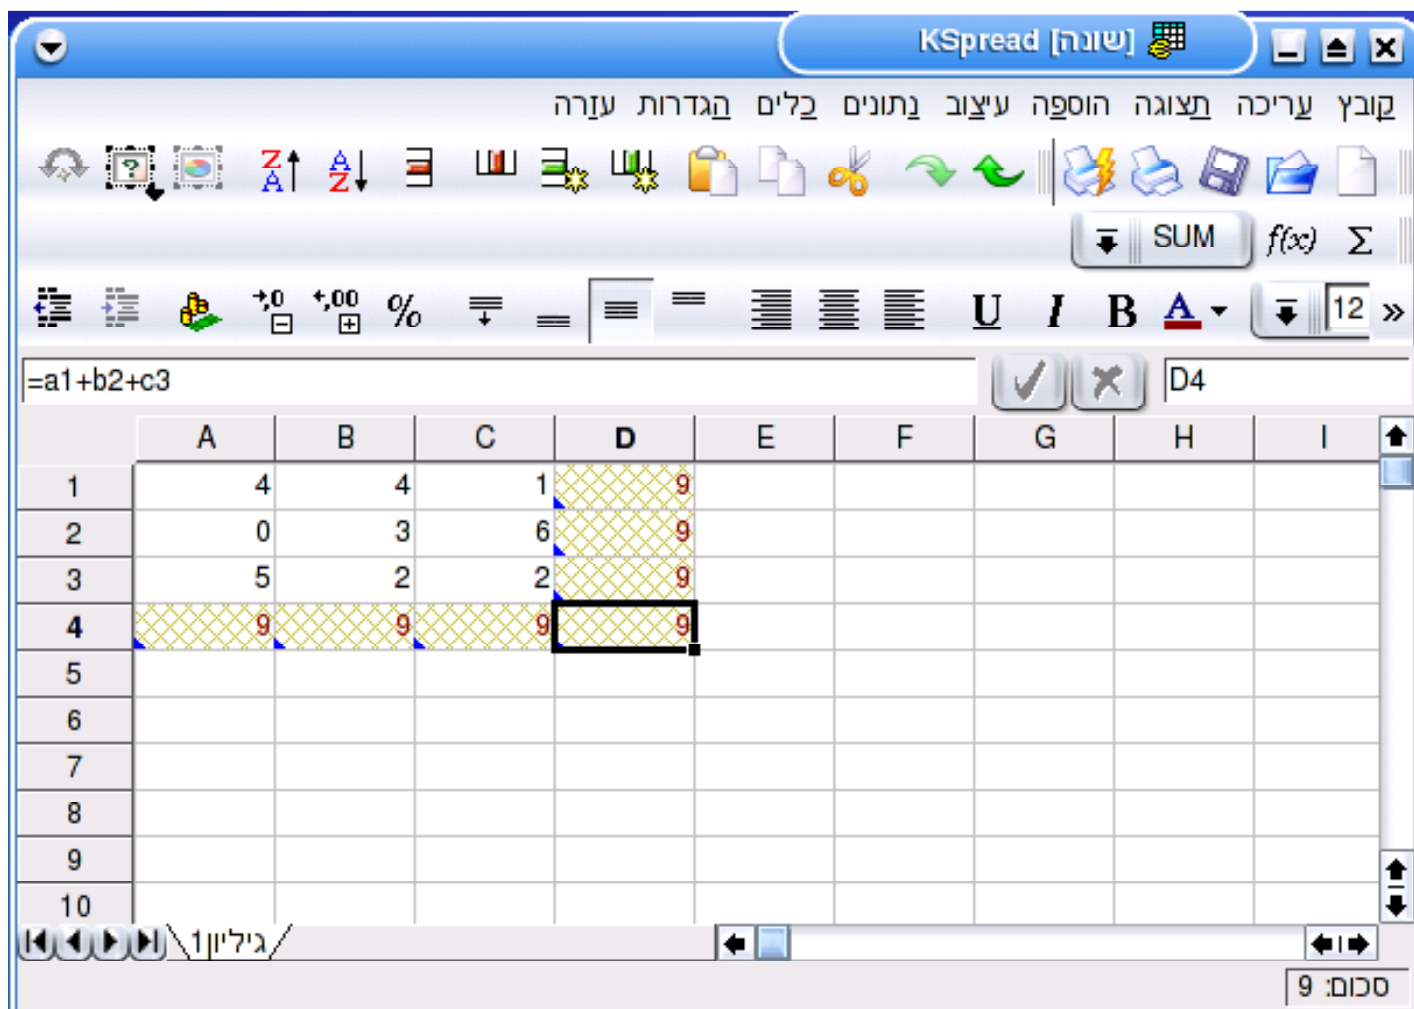 KSpread [שונה]
קובץ עריכה תצוגה הוספה עיצוב נתונים כלים הגדרות עזרה
Σ f(x) SUM
% U I B A 12 »
=a1+b2+c3 D4
A B C D E F G H I
1 4 4 1 9
2 0 3 6 9
3 5 2 2 9
4 9 9 9 9
5
6
7
8
9
10
גיליון1
סכום: 9